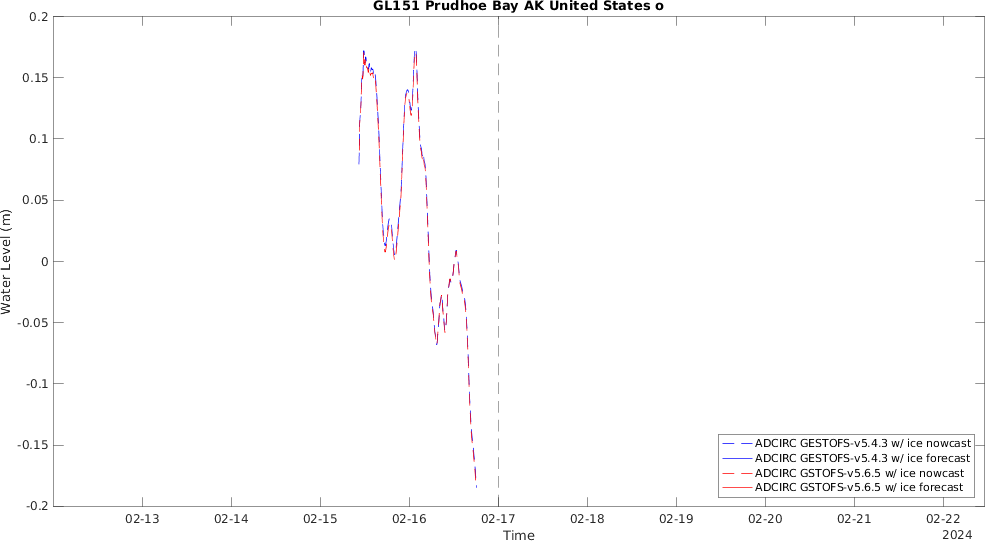 GL151 Prudhoe Bay AK United States o
0.2
0.15
0.1
0.05
0
-0.05
-0.1
-0.15
-0.2
Water Level (m)
ADCIRC GESTOFS-v5.4.3 w/ ice nowcast
ADCIRC GESTOFS-v5.4.3 w/ ice forecast
ADCIRC GSTOFS-v5.6.5 w/ ice nowcast
ADCIRC GSTOFS-v5.6.5 w/ ice forecast
02-13 02-14 02-15 02-16 02-17 02-18 02-19 02-20 02-21 02-22
Time
2024